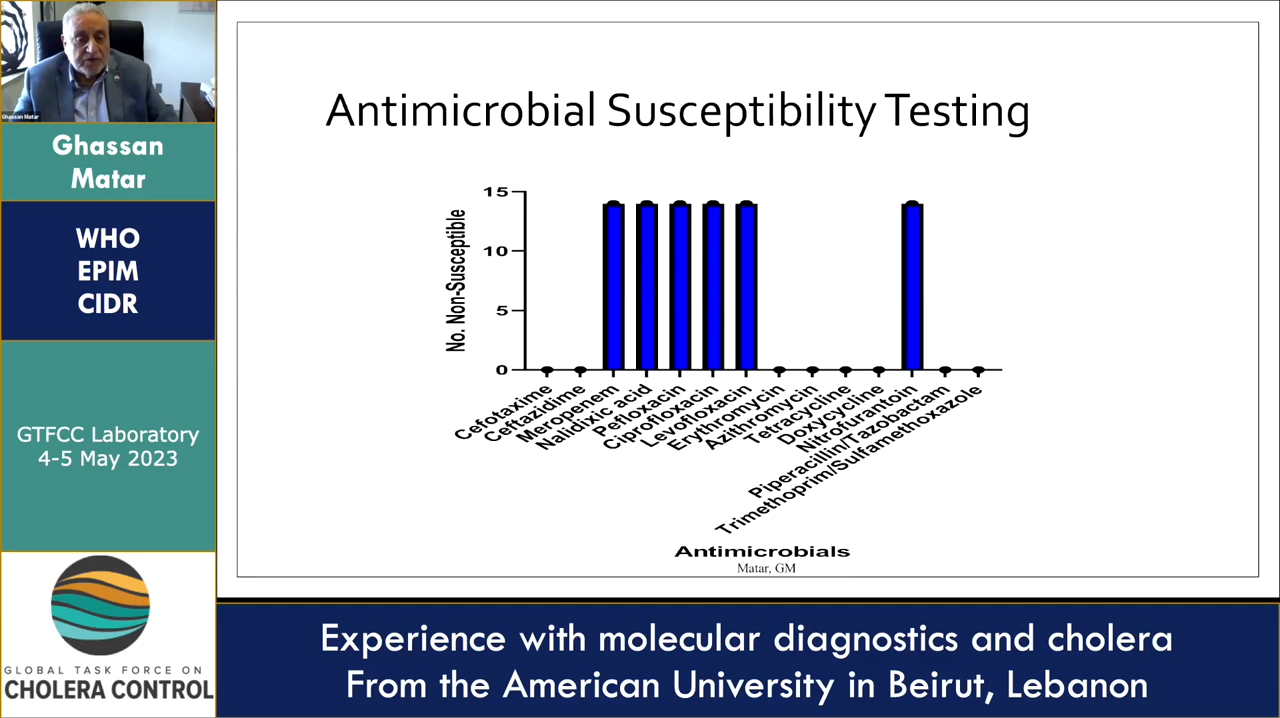 Ghassan Matar
Ghassan
Matar
WHO
EPIM
CIDR
GTFCC Laboratory
4-5 May 2023
GLOBAL TASK FORCE ON
CHOLERA CONTROL
Antimicrobial Susceptibility Testing
No. Non-Susceptible
15
10
5
0
Cefotaxime
Ceftazidime
Meropenem
Nalidixic acid
Pefloxacin
Ciprofloxacin
Levofloxacin
Erythromycin
Azithromycin
Tetracycline
Doxycycline
Nitrofurantoin
Piperacillin/Tazobactam
Trimethoprim/Sulfamethoxazole
Antimicrobials
Matar, GM
Experience with molecular diagnostics and cholera
From the American University in Beirut, Lebanon